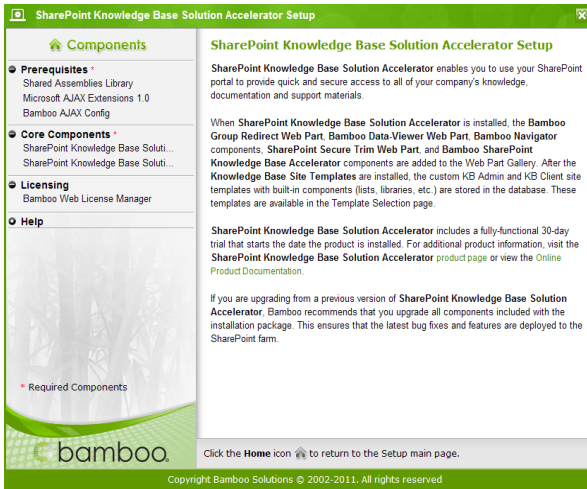 SharePoint Knowledge Base Solution Accelerator Setup
Components
Prerequisites *
Shared Assemblies Library
Microsoft AJAX Extensions 1.0
Bamboo AJAX Config
Core Components *
SharePoint Knowledge Base Soluti...
SharePoint Knowledge Base Soluti...
Licensing
Bamboo Web License Manager
Help
* Required Components
bamboo
SharePoint Knowledge Base Solution Accelerator Setup
SharePoint Knowledge Base Solution Accelerator enables you to use your SharePoint
portal to provide quick and secure access to all of your company's knowledge,
documentation and support materials.
When SharePoint Knowledge Base Solution Accelerator is installed, the Bamboo
Group Redirect Web Part, Bamboo Data-Viewer Web Part, Bamboo Navigator
components, SharePoint Secure Trim Web Part, and Bamboo SharePoint
Knowledge Base Accelerator components are added to the Web Part Gallery. After the
Knowledge Base Site Templates are installed, the custom KB Admin and KB Client site
templates with built-in components (lists, libraries, etc.) are stored in the database. These
templates are available in the Template Selection page.
SharePoint Knowledge Base Solution Accelerator includes a fully-functional 30-day
trial that starts the date the product is installed. For additional product information, visit the
SharePoint Knowledge Base Solution Accelerator product page or view the Online
Product Documentation.
If you are upgrading from a previous version of SharePoint Knowledge Base Solution
Accelerator, Bamboo recommends that you upgrade all components included with the
installation package. This ensures that the latest bug fixes and features are deployed to the
SharePoint farm.
Click the Home icon to return to the Setup main page.
Copyright Bamboo Solutions © 2002-2011. All rights reserved